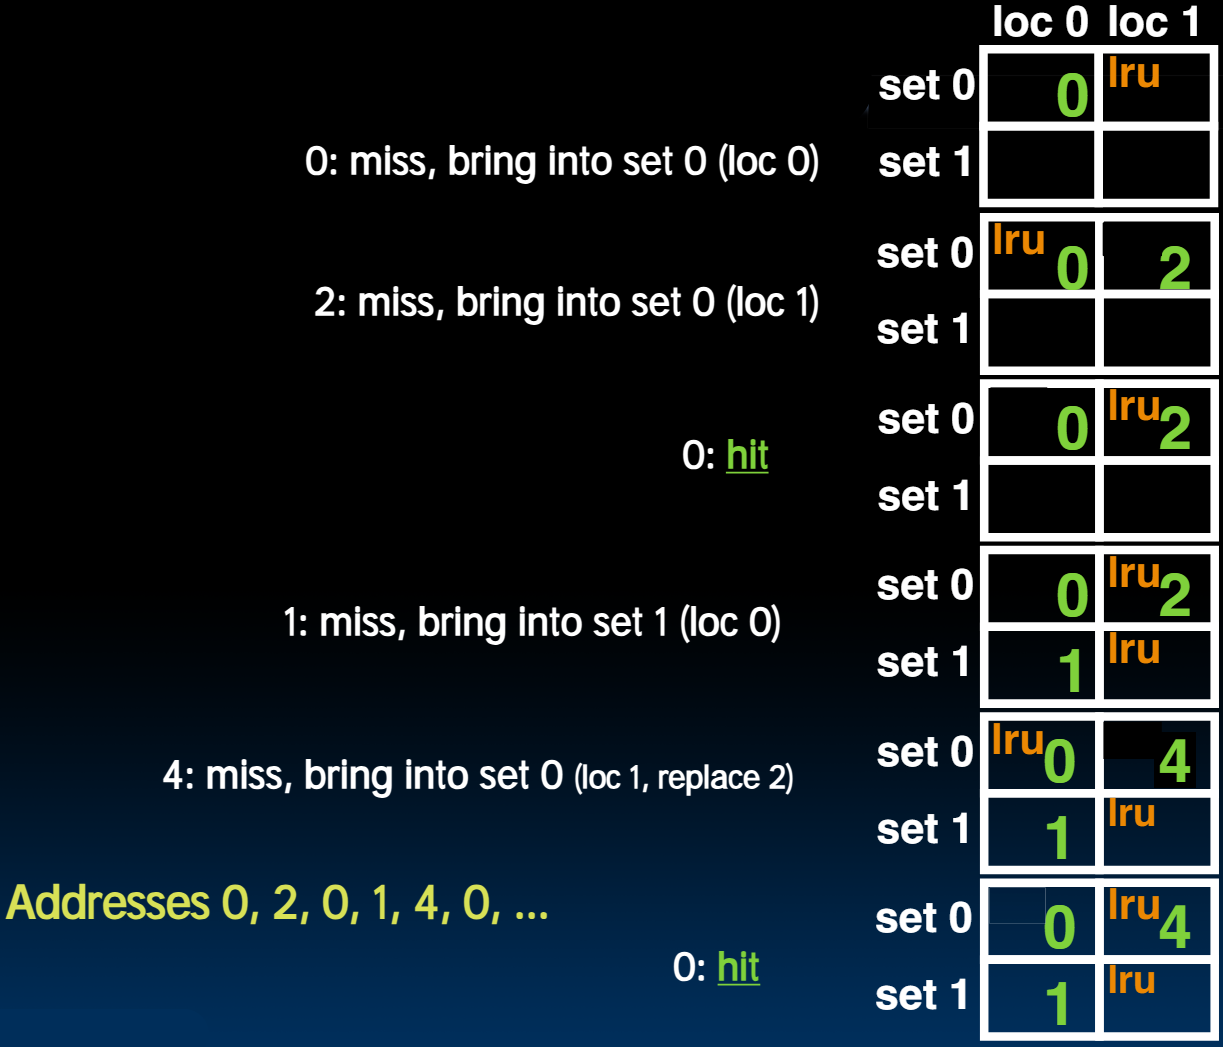 loc 0 loc 1
set 0 0 lru
0: miss, bring into set 0 (loc 0)
set 1
set 0 lru 0 2
2: miss, bring into set 0 (loc 1)
set 1
set 0 0 lru 2
0: hit
set 1
set 0 0 lru 2
1: miss, bring into set 1 (loc 0)
set 1 1 lru
set 0 lru 0 4
4: miss, bring into set 0 (loc 1, replace 2)
set 1 1 lru
Addresses 0, 2, 0, 1, 4, 0, ...
set 0 0 lru 4
0: hit
set 1 1 lru